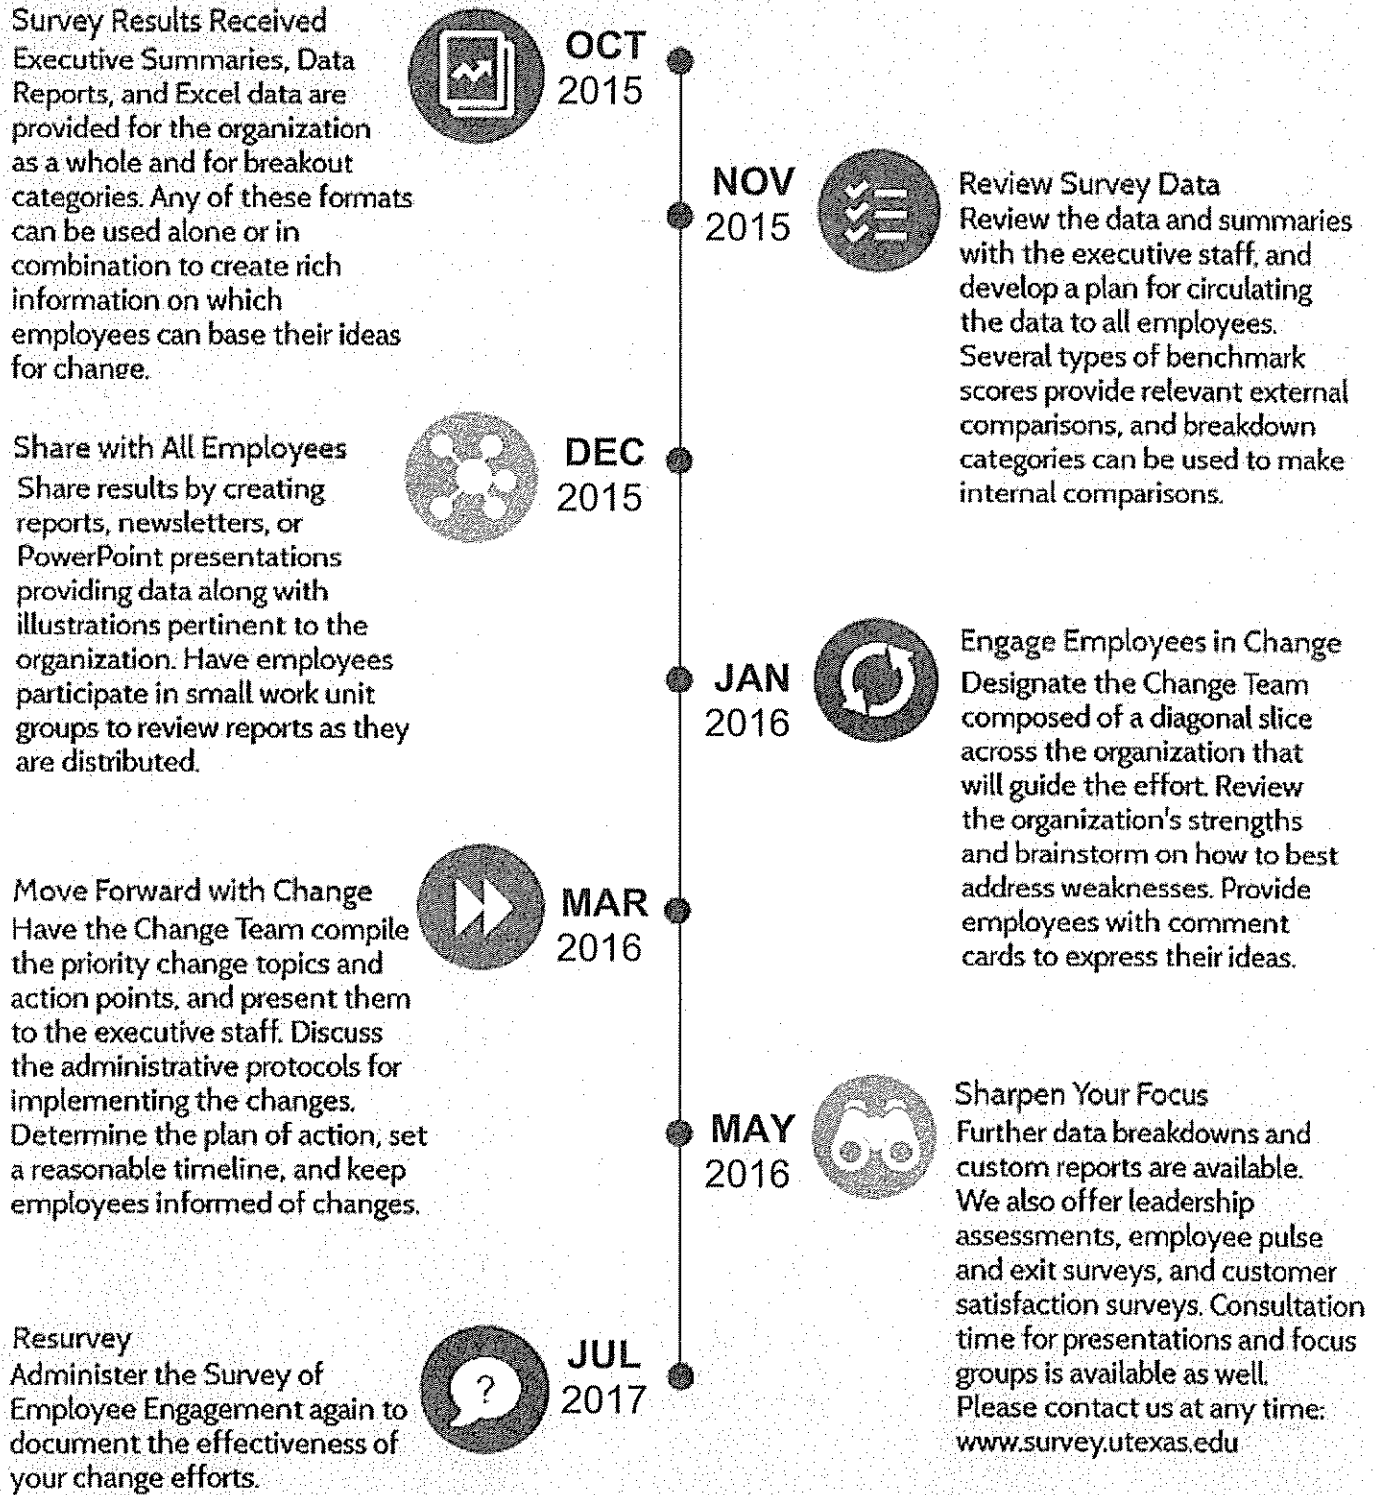 Survey Results Received
Executive Summaries, Data
Reports, and Excel data are
provided for the organization
as a whole and for breakout
categories. Any of these formats
can be used alone or in
combination to create rich
information on which
employees can base their ideas
for change.
OCT
2015
NOV
2015
Review Survey Data
Review the data and summaries
with the executive staff, and
develop a plan for circulating
the data to all employees.
Several types of benchmark
scores provide relevant external
comparisons, and breakdown
categories can be used to make
internal comparisons.
Share with All Employees
Share results by creating
reports, newsletters, or
PowerPoint presentations
providing data along with
illustrations pertinent to the
organization. Have employees
participate in small work unit
groups to review reports as they
are distributed.
DEC
2015
JAN
2016
Engage Employees in Change
Designate the Change Team
composed of a diagonal slice
across the organization that
will guide the effort. Review
the organization's strengths
and brainstorm on how to best
address weaknesses. Provide
employees with comment
cards to express their ideas.
Move Forward with Change
Have the Change Team compile
the priority change topics and
action points, and present them
to the executive staff. Discuss
the administrative protocols for
implementing the changes.
Determine the plan of action, set
a reasonable timeline, and keep
employees informed of changes.
MAR
2016
MAY
2016
Sharpen Your Focus
Further data breakdowns and
custom reports are available.
We also offer leadership
assessments, employee pulse
and exit surveys, and customer
satisfaction surveys. Consultation
time for presentations and focus
groups is available as well.
Please contact us at any time:
www.survey.utexas.edu
Resurvey
Administer the Survey of
Employee Engagement again to
document the effectiveness of
your change efforts.
?
JUL
2017